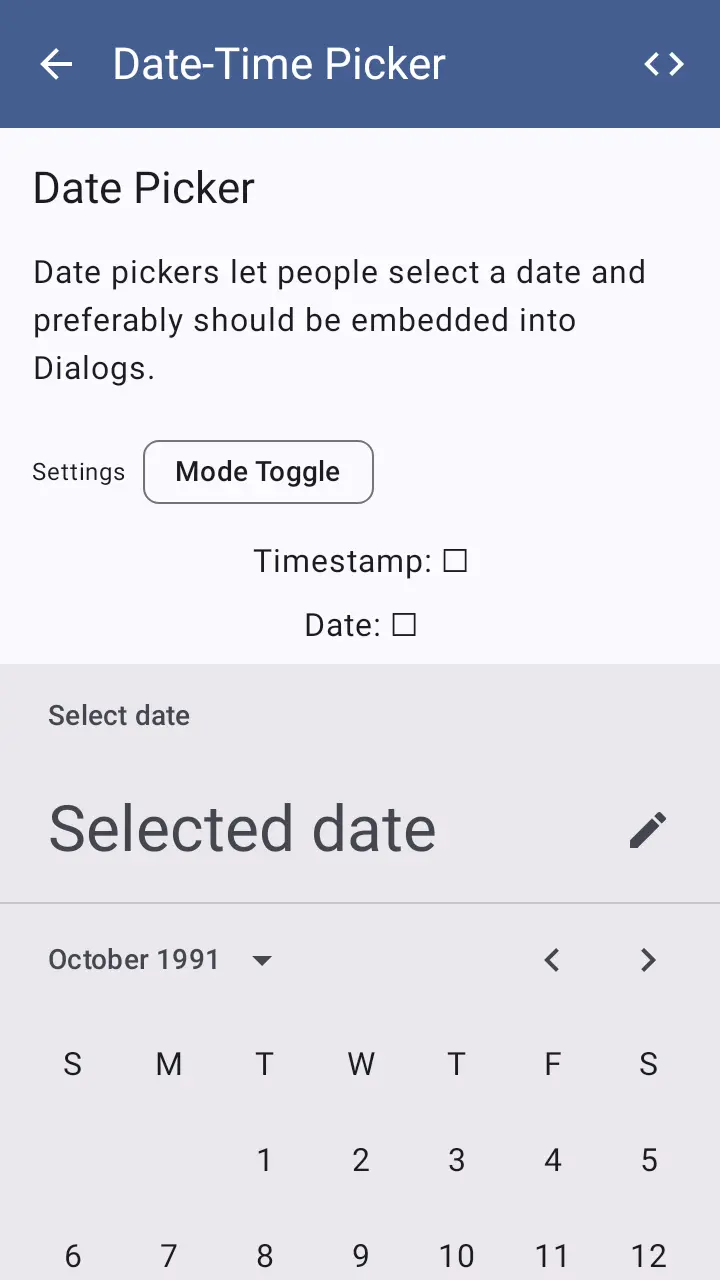 Date-Time Picker
Date Picker
Date pickers let people select a date and
preferably should be embedded into
Dialogs.
Settings
Mode Toggle
Timestamp: □
Date: □
Select date
Selected date
October 1991
S M T W T F S
1 2 3 4 5
6 7 8 9 10 11 12